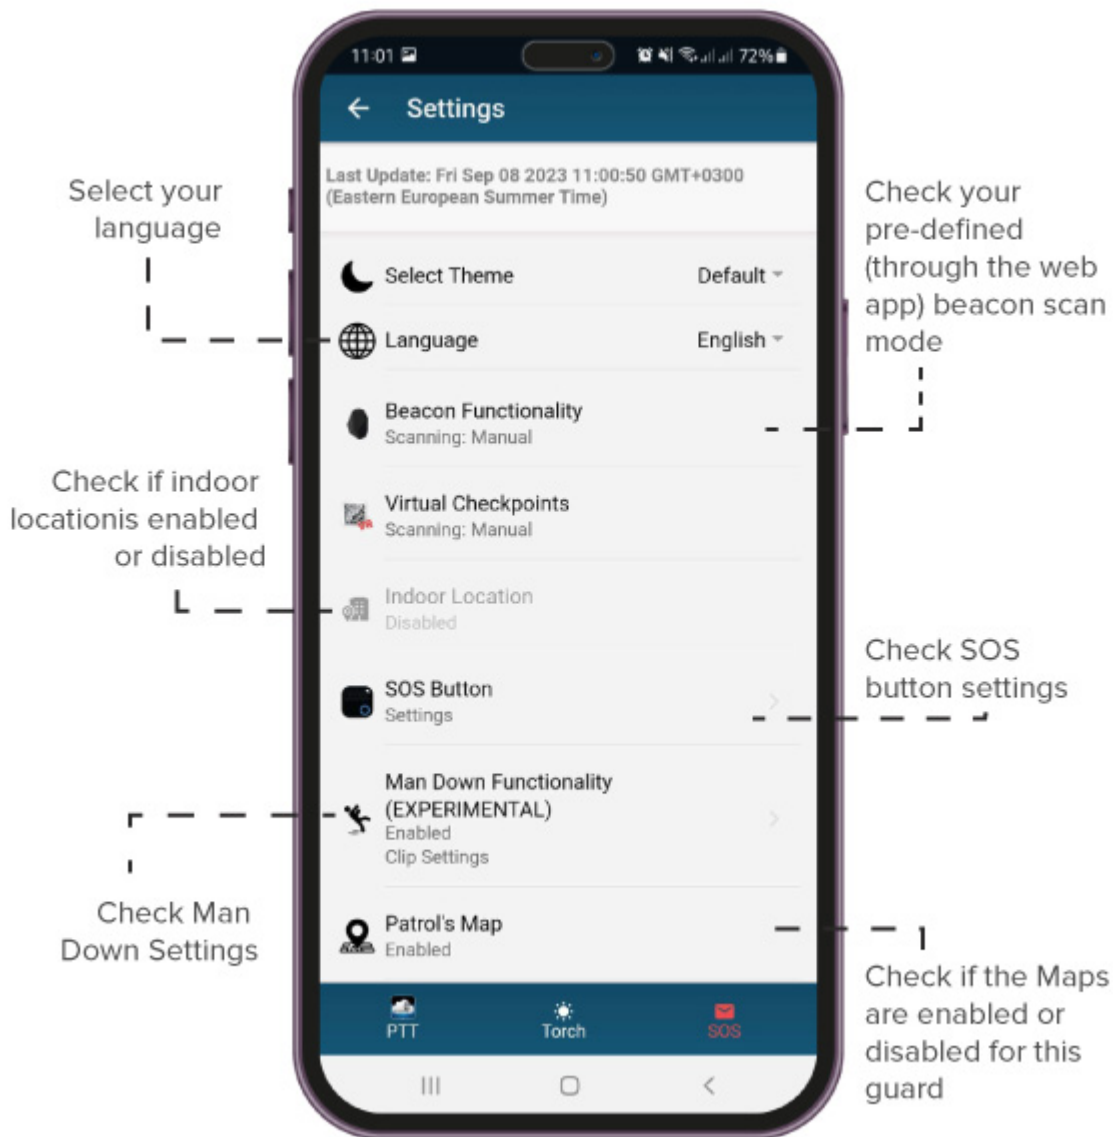 11:01
72%
Settings
Last Update: Fri Sep 08 2023 11:00:50 GMT+0300
(Eastern European Summer Time)
Select Theme
Default
Language
English
Beacon Functionality
Scanning: Manual
Virtual Checkpoints
Scanning: Manual
Indoor Location
Disabled
SOS Button
Settings
Man Down Functionality
(EXPERIMENTAL)
Enabled
Clip Settings
Patrol's Map
Enabled
PTT
Torch
SOS
Select your
language
Check if indoor
locationis enabled
or disabled
Check Man
Down Settings
Check your
pre-defined
(through the web
app) beacon scan
mode
Check SOS
button settings
Check if the Maps
are enabled or
disabled for this
guard